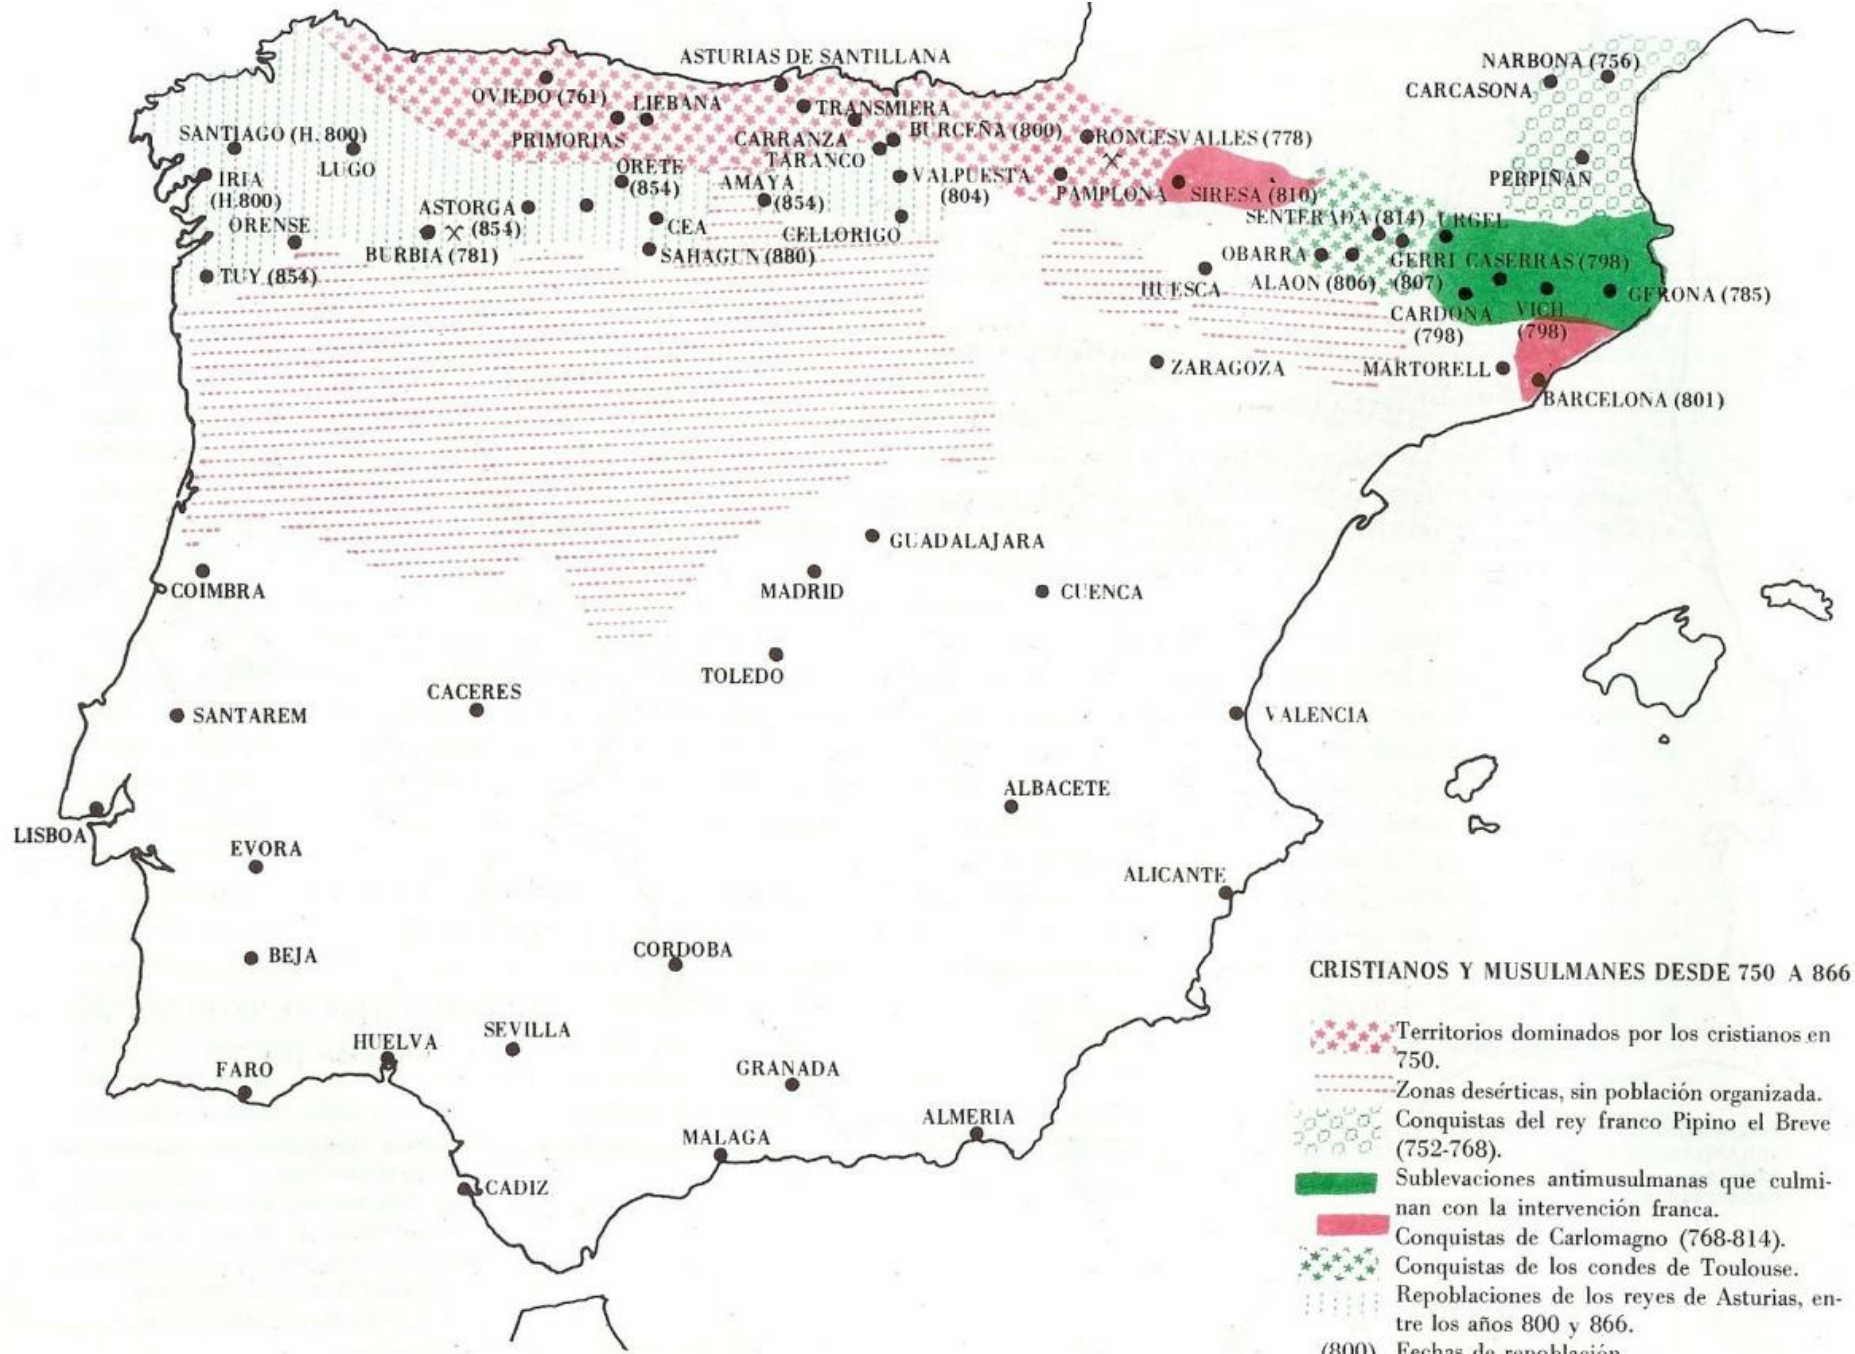 ASTURIAS DE SANTILLANA
NARBONA (756)
CARCASONA
OVIEDO (761)
LIEBANA
TRANSMIERA
PRIMORIAS
CARRANZA
BURCEÑA (800)
TARANCO
RONCESVALLES (778)
SANTIAGO (H. 800)
LUGO
IRIA
(H.800)
ORENSE
TUY (854)
ASTORGA
(854)
BURBIA (781)
ORETE
(854)
CEA
SAHAGUN (880)
AMAYA
(854)
CELLORIGO
VALPUESTA
(804)
PAMPLONA
SIRESA (810)
PERPIÑAN
SENTERADA (814)
URGEL
OBARRA
HUESCA
ALAON (806)
GERRI
(807)
CASERRAS (798)
CARDONA
(798)
VICH
(798)
GERONA (785)
ZARAGOZA
MARTORELL
BARCELONA (801)
GUADALAJARA
COIMBRA
MADRID
CUENCA
TOLEDO
CACERES
SANTAREM
VALENCIA
ALBACETE
LISBOA
EVORA
ALICANTE
BEJA
CORDOBA
HUELVA
SEVILLA
FARO
GRANADA
ALMERIA
MALAGA
CADIZ
CRISTIANOS Y MUSULMANES DESDE 750 A 866
Territorios dominados por los cristianos en
750.
Zonas desérticas, sin población organizada.
Conquistas del rey franco Pipino el Breve
(752-768).
Sublevaciones antimusulmanas que culmi-
nan con la intervención franca.
Conquistas de Carlomagno (768-814).
Conquistas de los condes de Toulouse.
Repoblaciones de los reyes de Asturias, en-
tre los años 800 y 866.
(800) Fechas de repoblación